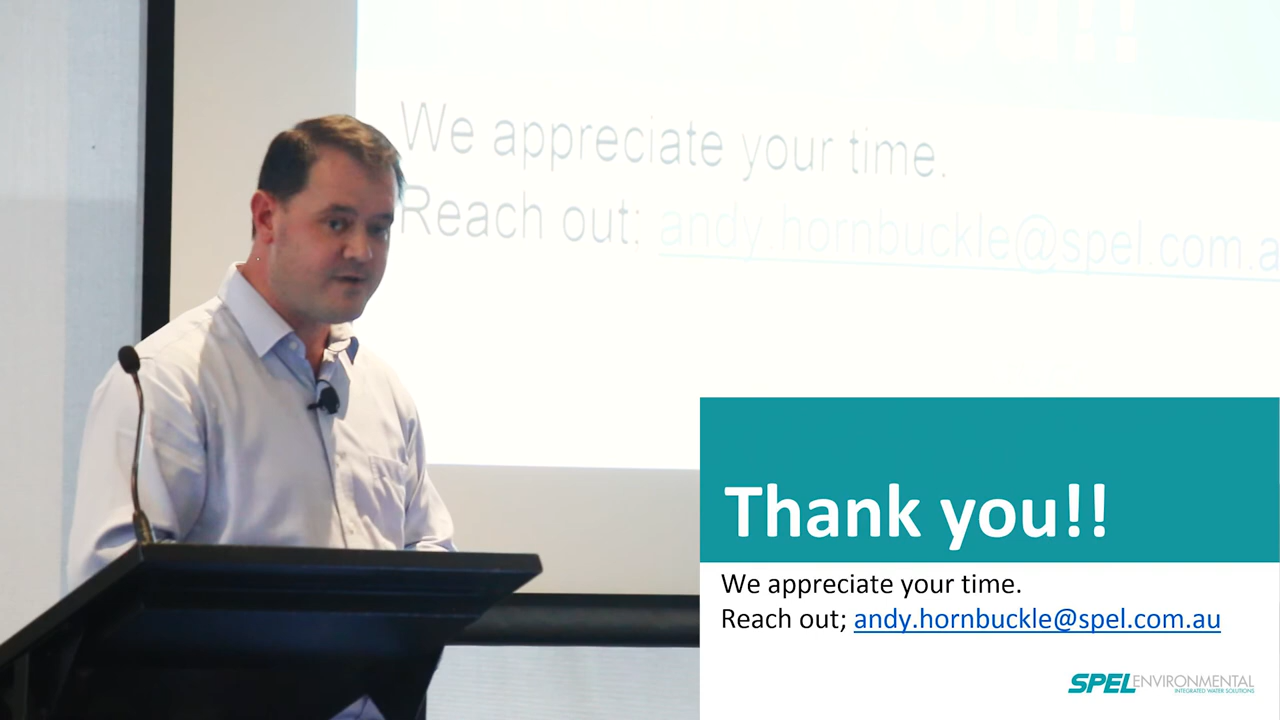 We appreciate your time.
Reach out: andy.hornbuckle@spel.com.a
Thank you!!
We appreciate your time.
Reach out; andy.hornbuckle@spel.com.au
SPEL ENVIRONMENTAL
INTEGRATED WATER SOLUTIONS